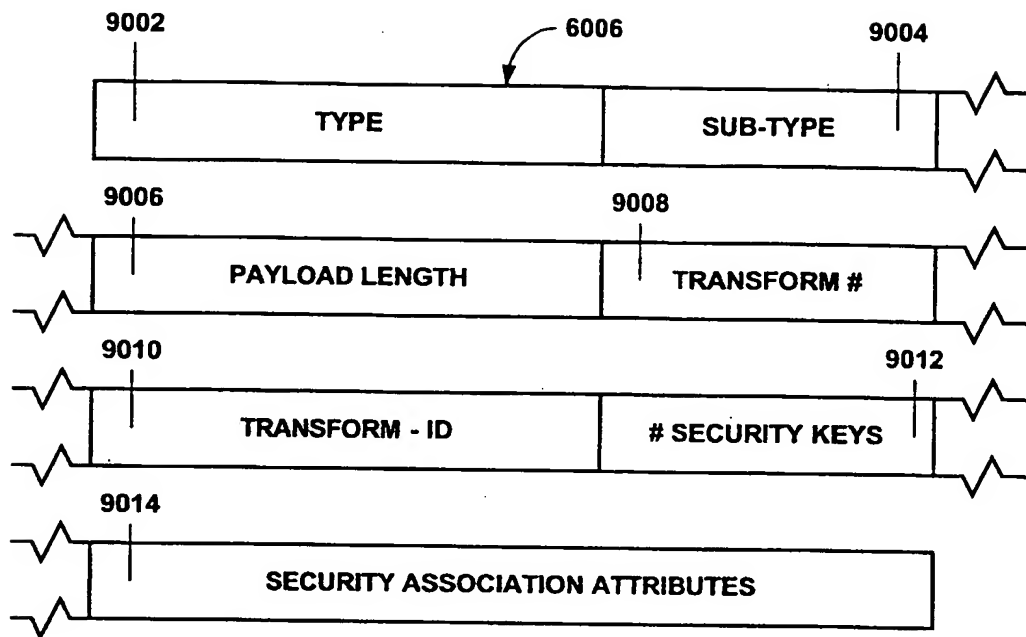 9002 6006 9004
TYPE SUB-TYPE
9006 9008
PAYLOAD LENGTH TRANSFORM #
9010 9012
TRANSFORM - ID # SECURITY KEYS
9014
SECURITY ASSOCIATION ATTRIBUTES